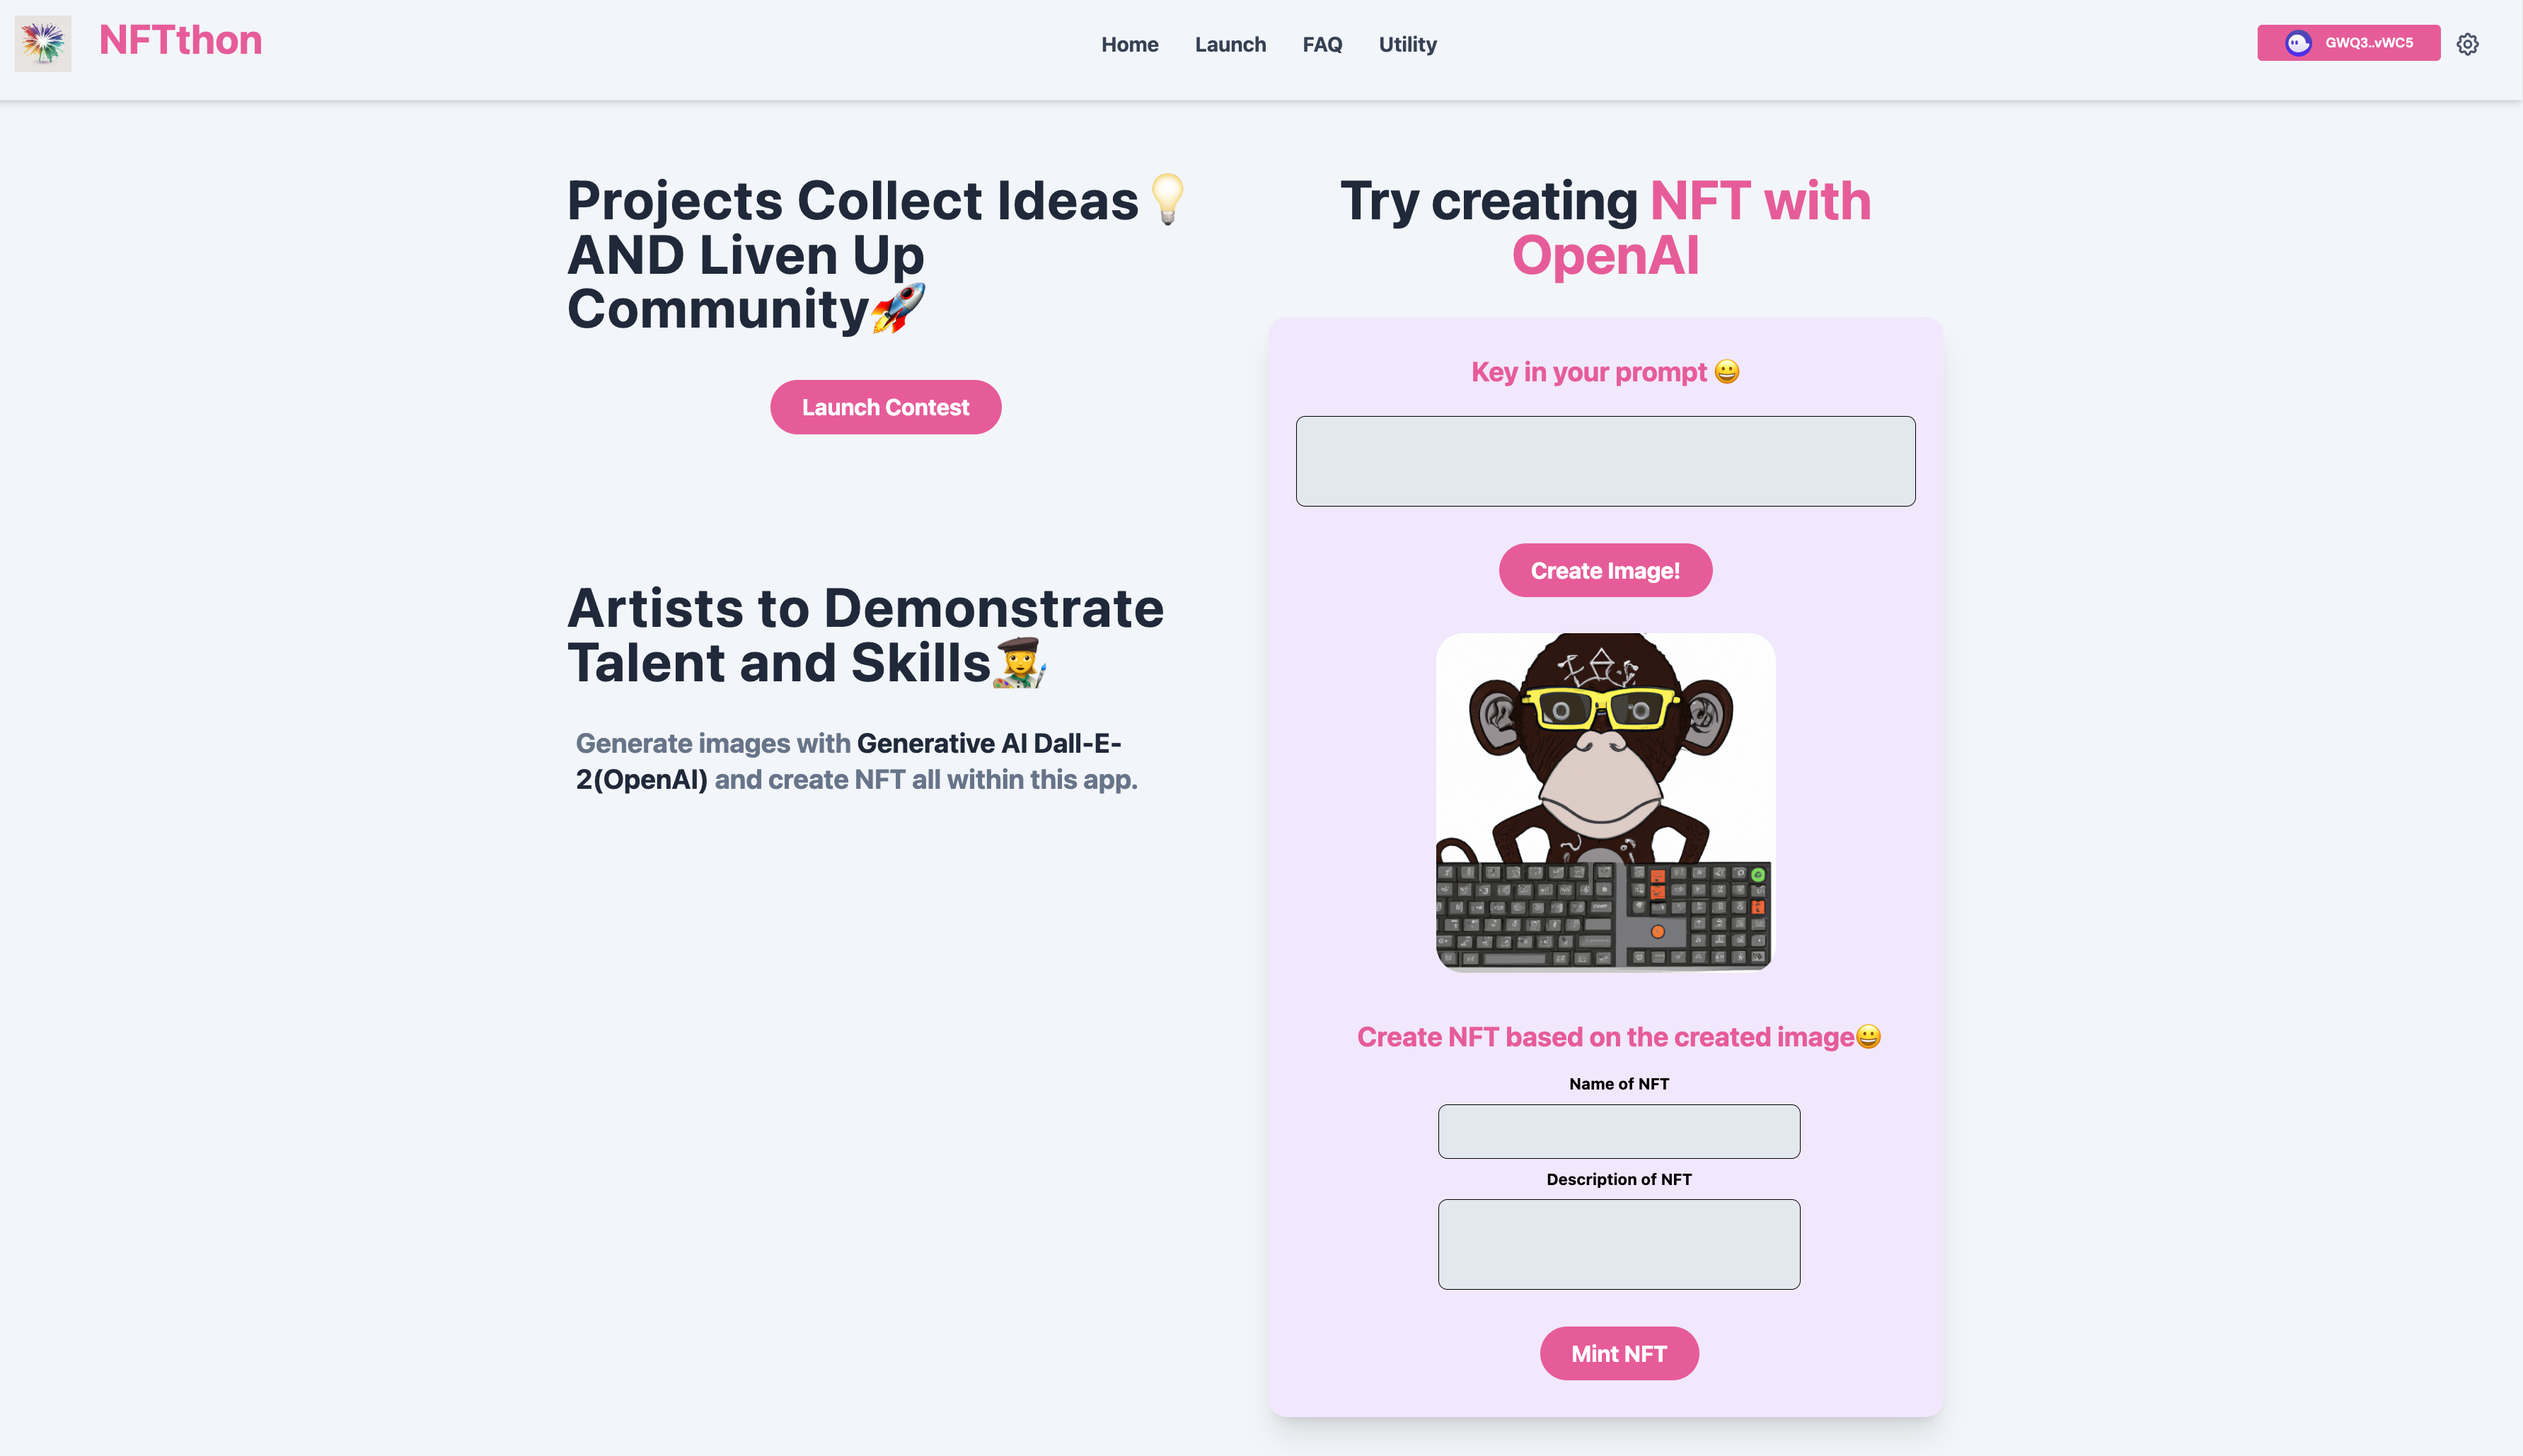 NFTthon
Home Launch FAQ Utility
GWQ3..vWC5
Projects Collect Ideas💡
AND Liven Up
Community🚀
Launch Contest
Artists to Demonstrate
Talent and Skills👩‍🎨
Generate images with Generative AI Dall-E-
2(OpenAI) and create NFT all within this app.
Try creating NFT with
OpenAI
Key in your prompt 😀
Create Image!
Create NFT based on the created image😀
Name of NFT
Description of NFT
Mint NFT